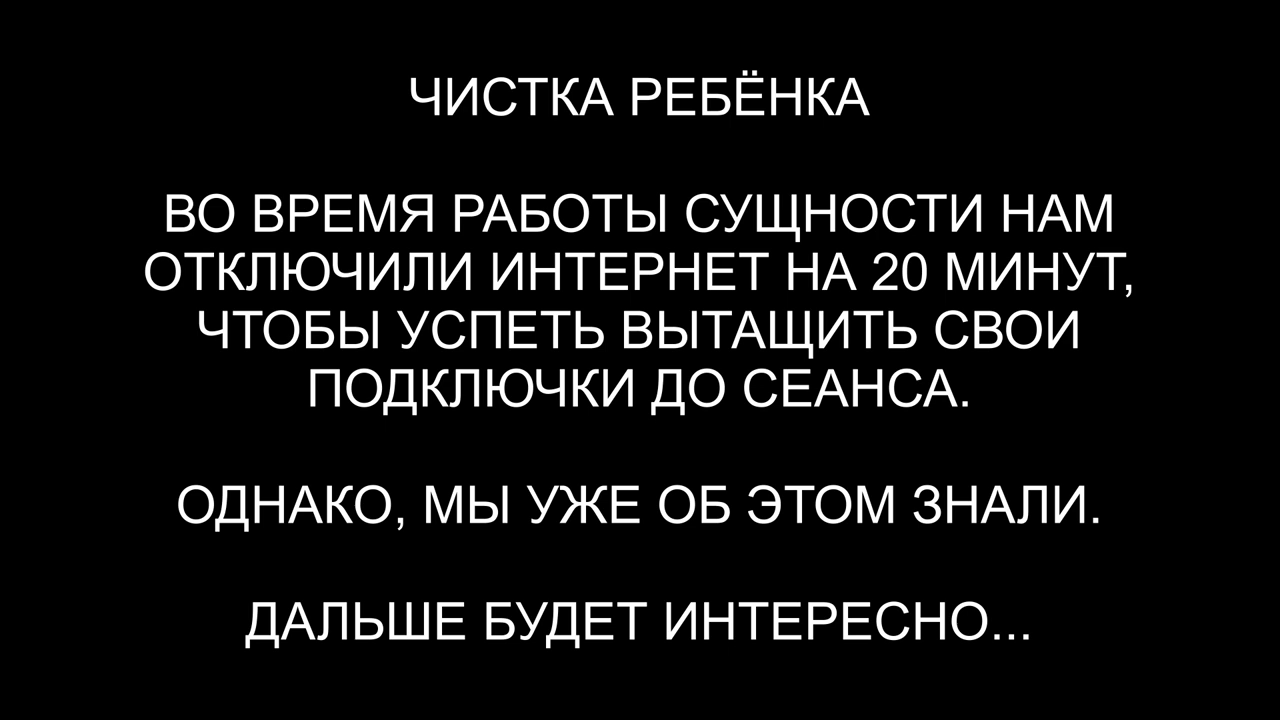 ЧИСТКА РЕБЁНКА
ВО ВРЕМЯ РАБОТЫ СУЩНОСТИ НАМ
ОТКЛЮЧИЛИ ИНТЕРНЕТ НА 20 МИНУТ,
ЧТОБЫ УСПЕТЬ ВЫТАЩИТЬ СВОИ
ПОДКЛЮЧКИ ДО СЕАНСА.
ОДНАКО, МЫ УЖЕ ОБ ЭТОМ ЗНАЛИ.
ДАЛЬШЕ БУДЕТ ИНТЕРЕСНО...